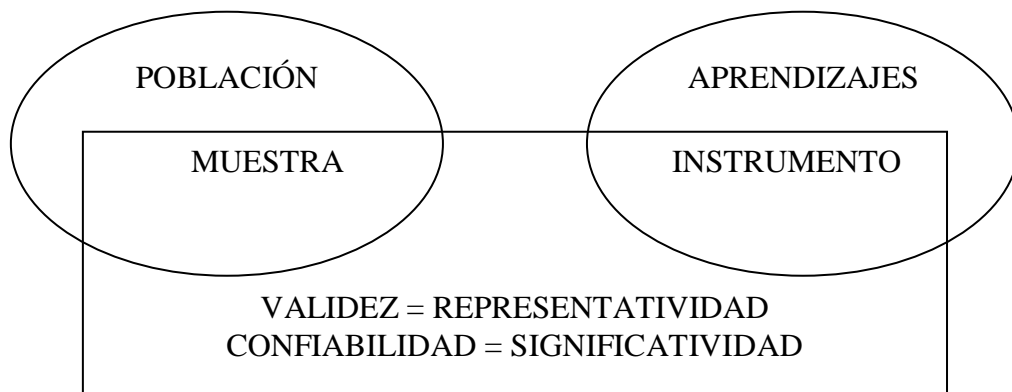 POBLACIÓN
APRENDIZAJES
MUESTRA
INSTRUMENTO
VALIDEZ = REPRESENTATIVIDAD
CONFIABILIDAD = SIGNIFICATIVIDAD